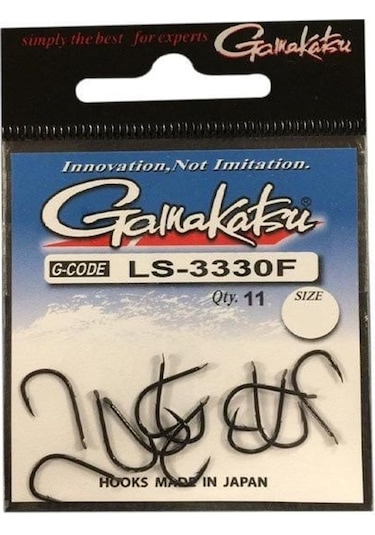 simply the best for experts Gamakatsu
Innovation, Not Imitation.
Gamakatsu®
G-CODE LS-3330F
Qty. 11 SIZE
HOOKS MADE IN JAPAN